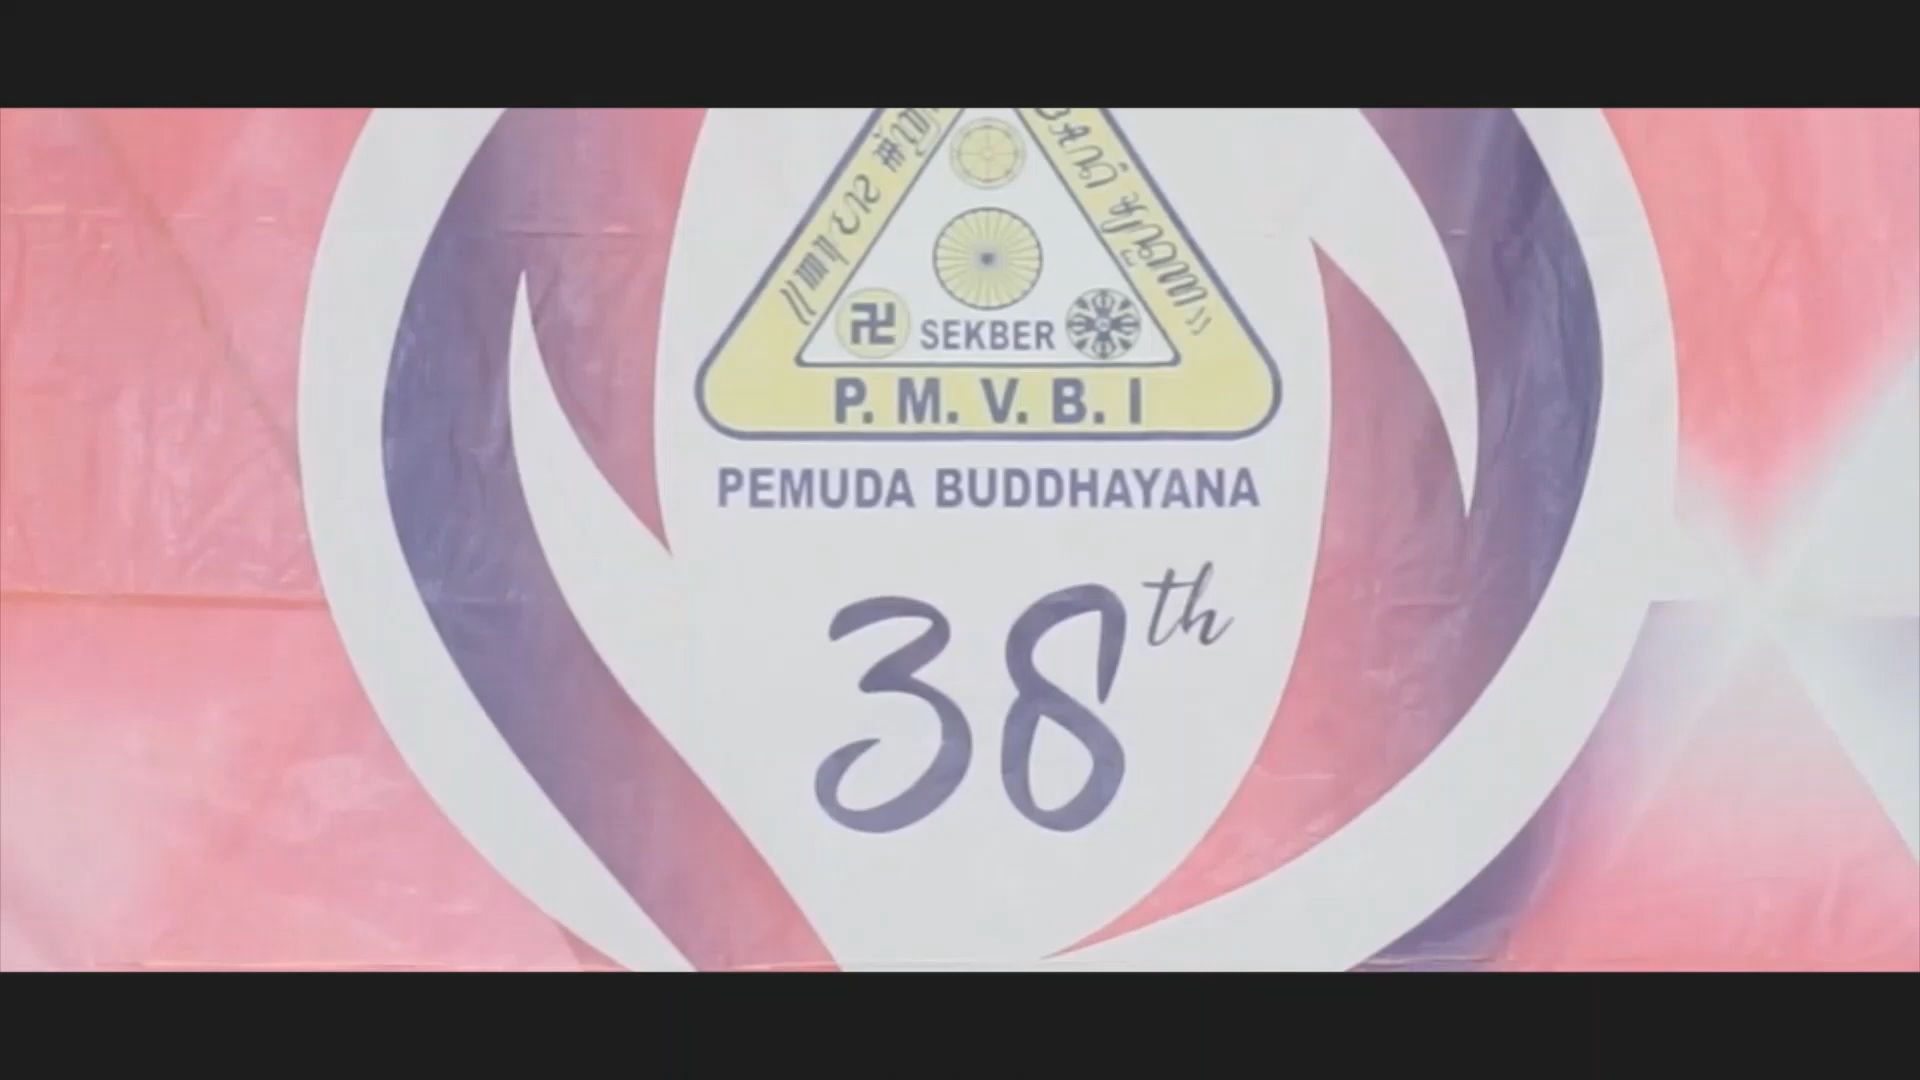 SEKBER
P. M. V. B. I
PEMUDA BUDDHAYANA
38th